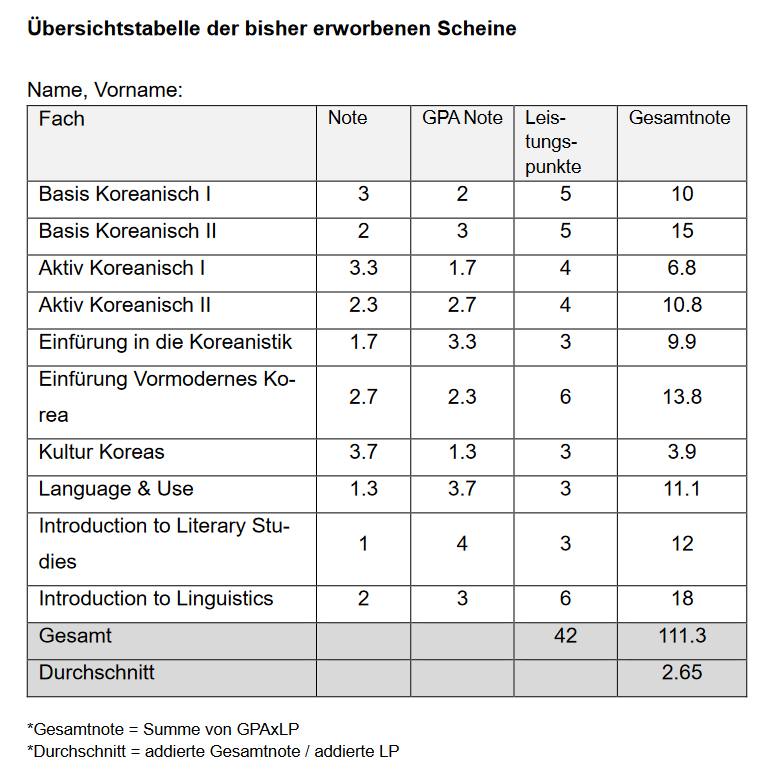 Übersichtstabelle der bisher erworbenen Scheine
Name, Vorname:
Fach Note GPA Note Leis-
tungs-
punkte Gesamtnote
Basis Koreanisch I 3 2 5 10
Basis Koreanisch II 2 3 5 15
Aktiv Koreanisch I 3.3 1.7 4 6.8
Aktiv Koreanisch II 2.3 2.7 4 10.8
Einfürung in die Koreanistik 1.7 3.3 3 9.9
Einfürung Vormodernes Ko-
rea 2.7 2.3 6 13.8
Kultur Koreas 3.7 1.3 3 3.9
Language & Use 1.3 3.7 3 11.1
Introduction to Literary Stu-
dies 1 4 3 12
Introduction to Linguistics 2 3 6 18
Gesamt 42 111.3
Durchschnitt 2.65
*Gesamtnote = Summe von GPAxLP
*Durchschnitt = addierte Gesamtnote / addierte LP